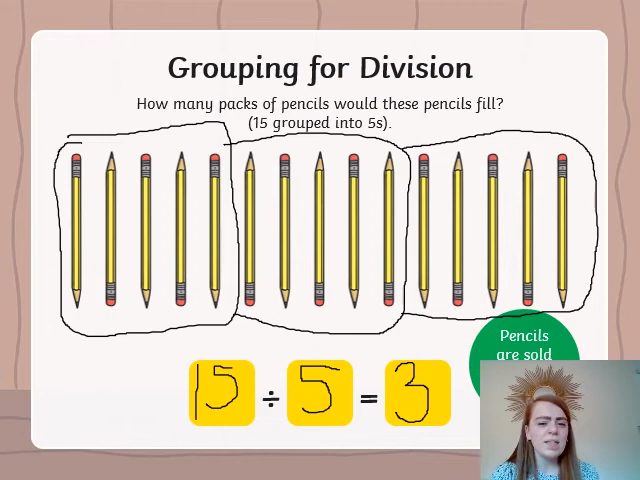 Grouping for Division
How many packs of pencils would these pencils fill?
(15 grouped into 5s).
15 ÷ 5 = 3
Pencils
are sold